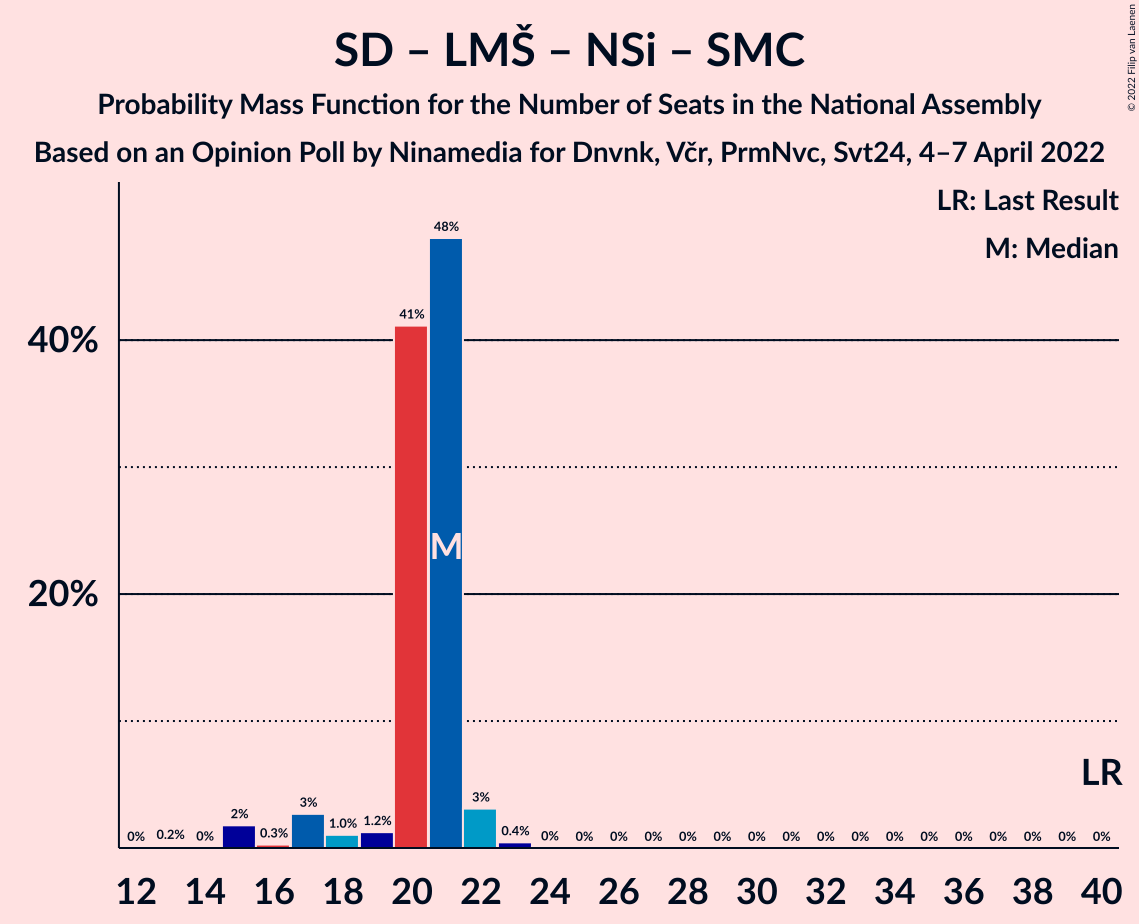 SD – LMŠ – NSi – SMC
Probability Mass Function for the Number of Seats in the National Assembly
Based on an Opinion Poll by Ninamedia for Dnvnk, Včr, PrmNvc, Svt24, 4–7 April 2022
© 2022 Filip van Laenen
LR: Last Result
M: Median
48%
41%
40%
M
20%
LR
0% 0.2% 0% 2% 0.3% 3% 1.0% 1.2% 3% 0.4% 0% 0% 0% 0% 0% 0% 0% 0% 0% 0% 0% 0% 0% 0% 0% 0% 0%
12 14 16 18 20 22 24 26 28 30 32 34 36 38 40